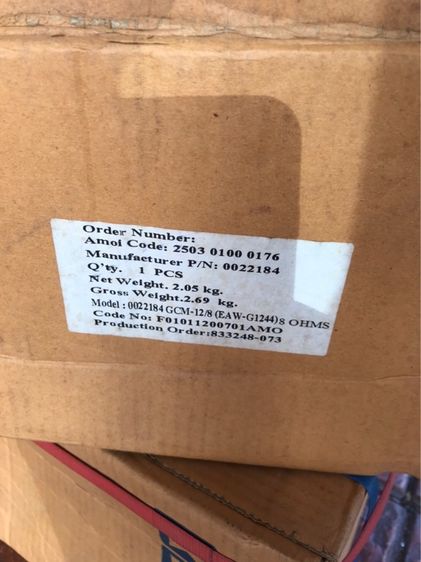 Order Number:
Amoi Code: 2503 0100 0176
Manufacturer P/N: 0022184
Q'ty. 1 PCS
Net Weight. 2.05 kg.
Gross Weight.2.69 kg.
Model : 0022184 GCM-12/8 (EAW-G1244) 8 OHMS
Code No: F01011200701AMO
Production Order:833248-073